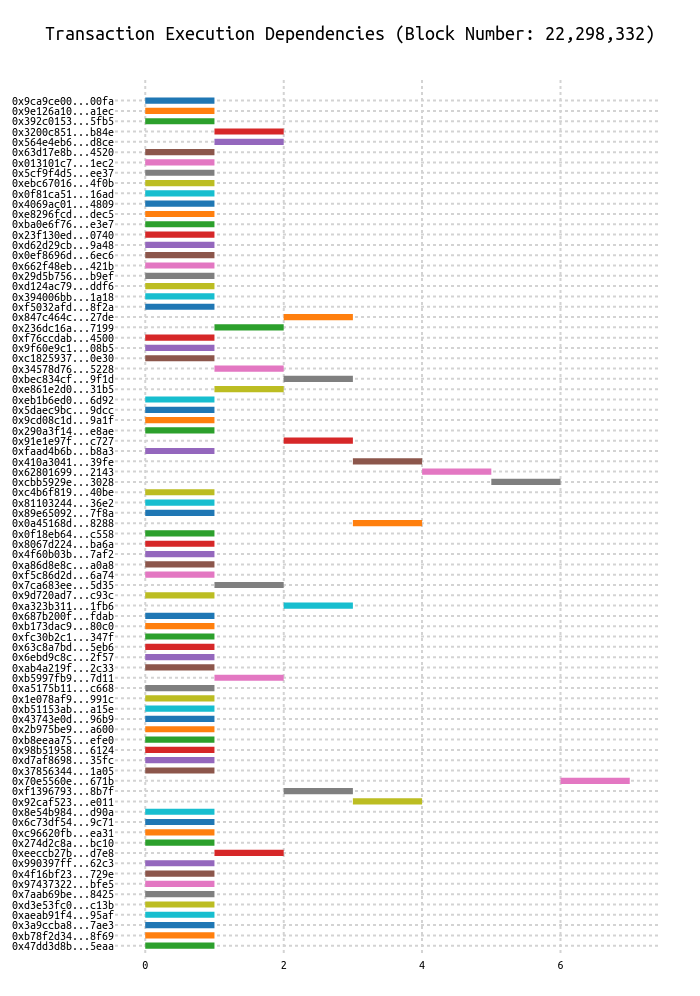 Transaction Execution Dependencies (Block Number: 22,298,332)
0x9ca9ce00...00fa
0x9e126a10...a1ec
0x392c0153...5fb5
0x3200c851...b84e
0x564e4eb6...d8ce
0x63d17e8b...4520
0x013101c7...1ec2
0x5cf9f4d5...ee37
0xebc67016...4f0b
0x0f81ca51...16ad
0x4069ac01...4809
0xe8296fcd...dec5
0xba0e6f76...e3e7
0x23f130ed...0740
0xd62d29cb...9a48
0x0ef8696d...6ec6
0x662f48eb...421b
0x29d5b756...b9ef
0xd124ac79...ddf6
0x394006bb...1a18
0xf5032afd...8f2a
0x847c464c...27de
0x236dc16a...7199
0xf76ccdab...4500
0x9f60e9c1...08b5
0xc1825937...0e30
0x34578d76...5228
0xbec834cf...9f1d
0xe861e2d0...31b5
0xeb1b6ed0...6d92
0x5daec9bc...9dcc
0x9cd08c1d...9a1f
0x290a3f14...e8ae
0x91e1e97f...c727
0xfaad4b6b...b8a3
0x410a3041...39fe
0x62801699...2143
0xcbb5929e...3028
0xc4b6f819...40be
0x81103244...36e2
0x89e65092...7f8a
0x0a45168d...8288
0x0f18eb64...c558
0x8067d224...ba6a
0x4f60b03b...7af2
0xa86d8e8c...a0a8
0xf5c86d2d...6a74
0x7ca683ee...5d35
0x9d720ad7...c93c
0xa323b311...1fb6
0x687b200f...fdab
0xb173dac9...80c0
0xfc30b2c1...347f
0x63c8a7bd...5eb6
0x6ebd9c8c...2f57
0xab4a219f...2c33
0xb5997fb9...7d11
0xa5175b11...c668
0x1e078af9...991c
0xb51153ab...a15e
0x43743e0d...96b9
0x2b975be9...a600
0xb8eeaa75...efe0
0x98b51958...6124
0xd7af8698...35fc
0x37856344...1a05
0x70e5560e...671b
0xf1396793...8b7f
0x92caf523...e011
0x8e54b984...d90a
0x6c73df54...9c71
0xc96620fb...ea31
0x274d2c8a...bc10
0xeeccb27b...d7e8
0x990397ff...62c3
0x4f16bf23...729e
0x97437322...bfe5
0x7aab69be...8425
0xd3e53fc0...c13b
0xaeab91f4...95af
0x3a9ccba8...7ae3
0xb78f2d34...8f69
0x47dd3d8b...5eaa
0 2 4 6